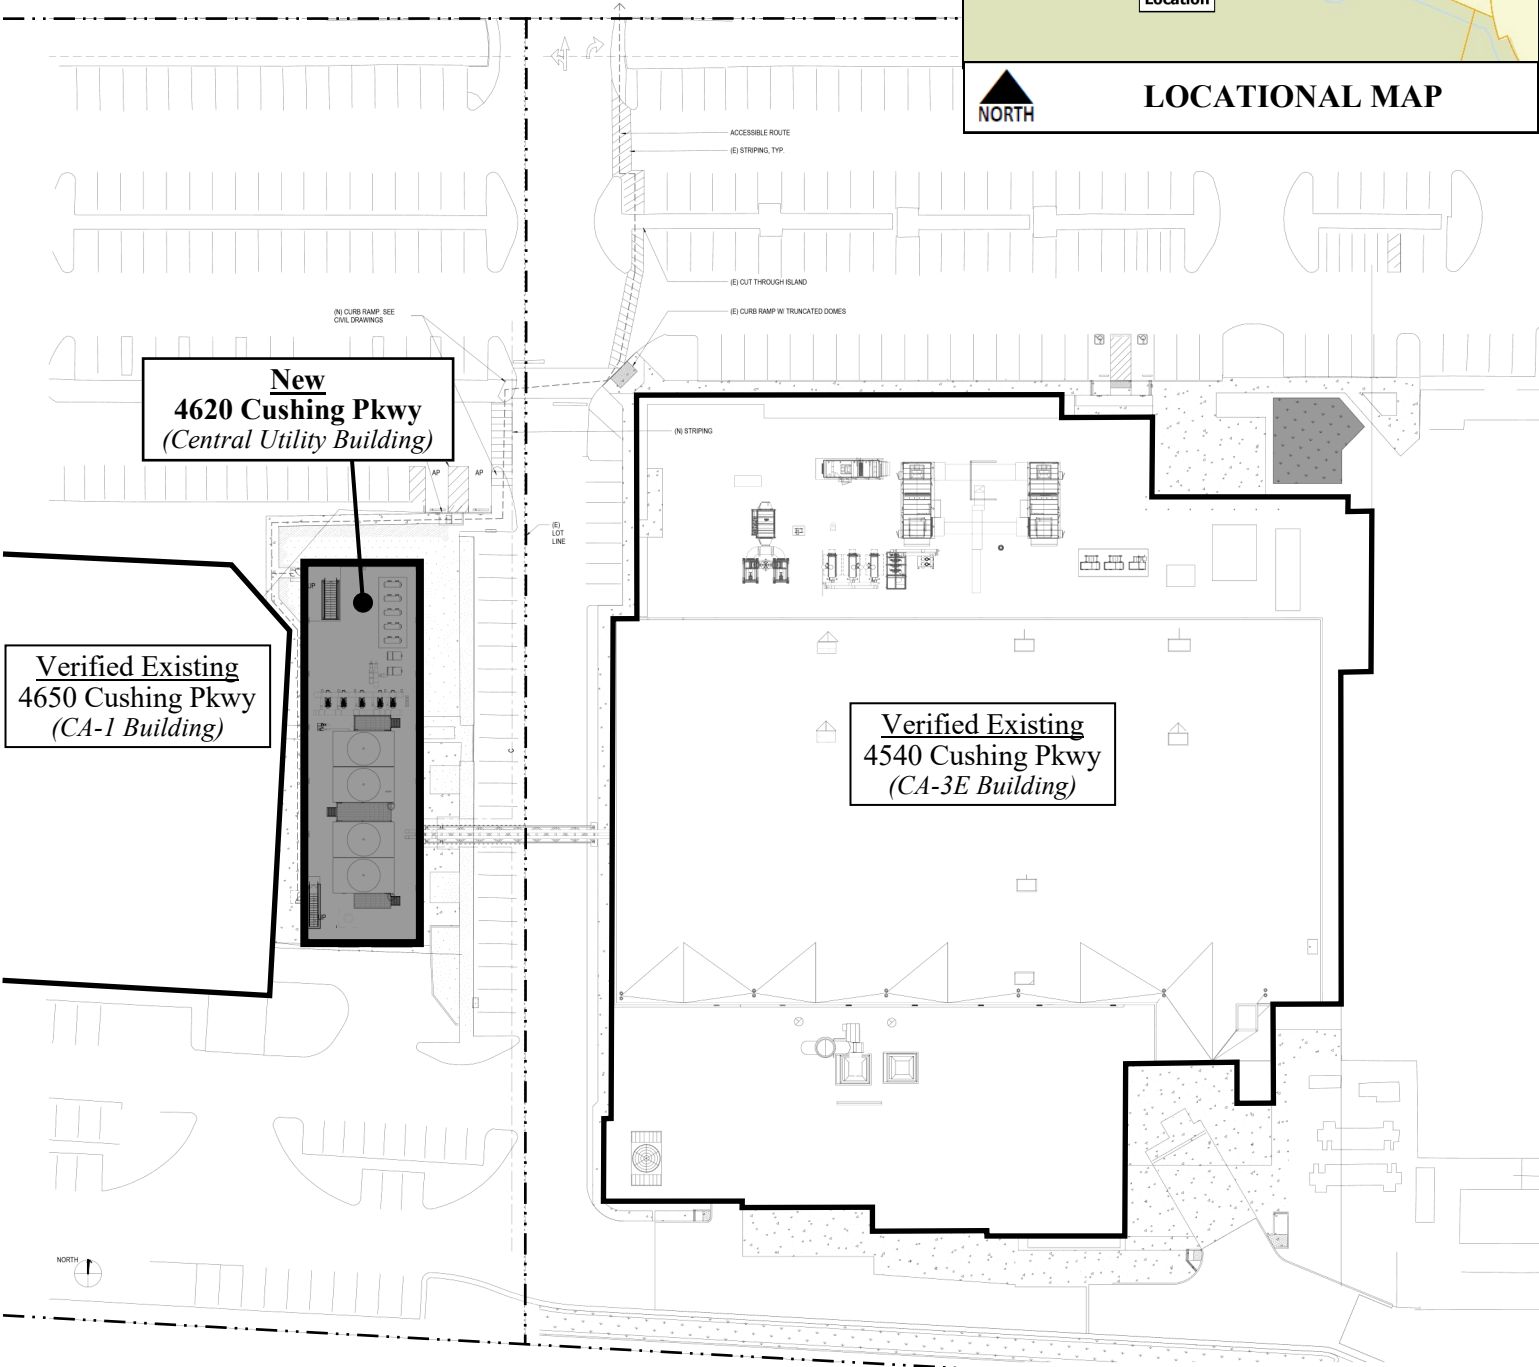 Location
NORTH
LOCATIONAL MAP
ACCESSIBLE ROUTE
(E) STRIPING, TYP.
(E) CUT THROUGH ISLAND
(N) CURB RAMP. SEE
CIVIL DRAWINGS
(E) CURB RAMP W/ TRUNCATED DOMES
New
4620 Cushing Pkwy
(Central Utility Building)
(N) STRIPING
AP
AP
(E)
LOT
LINE
UP
Verified Existing
4650 Cushing Pkwy
(CA-1 Building)
Verified Existing
4540 Cushing Pkwy
(CA-3E Building)
C
UP
NORTH